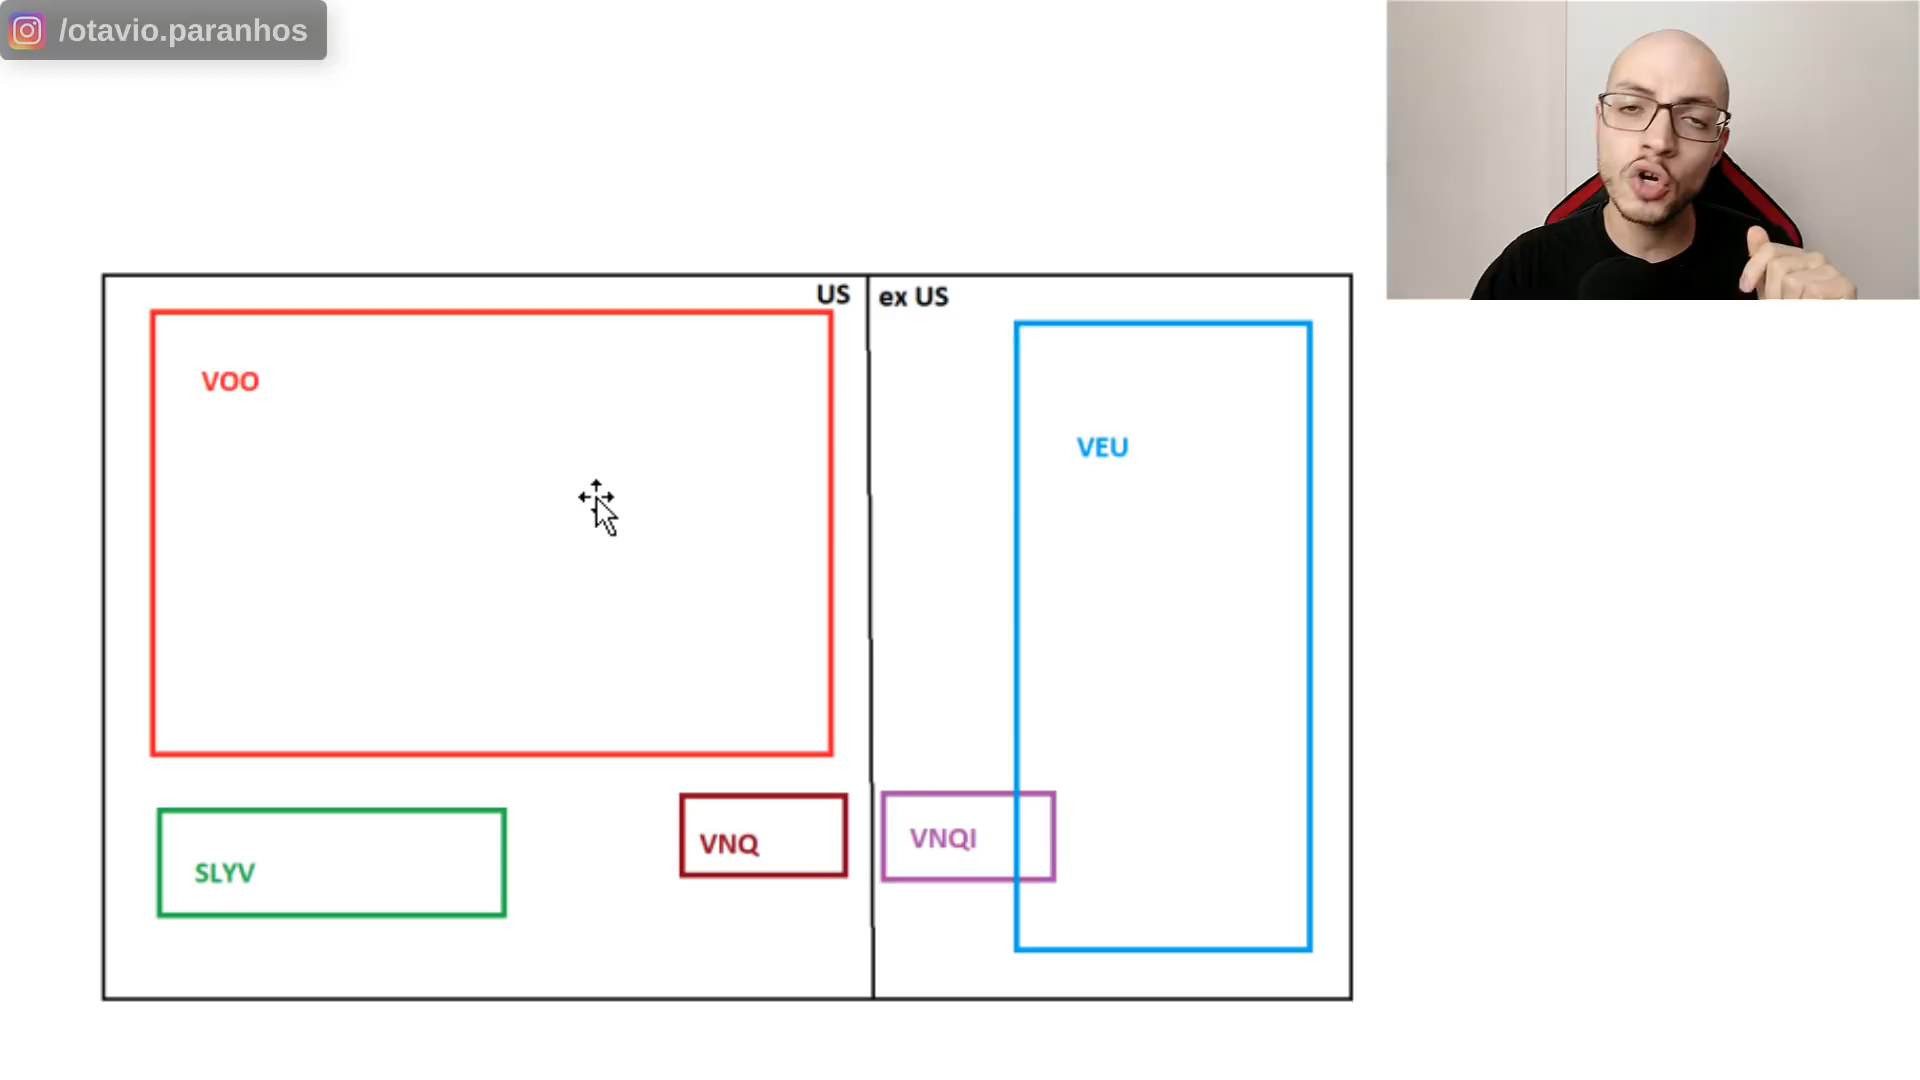 /otavio.paranhos
US
ex US
VOO
VEU
VNQ
VNQI
SLYV